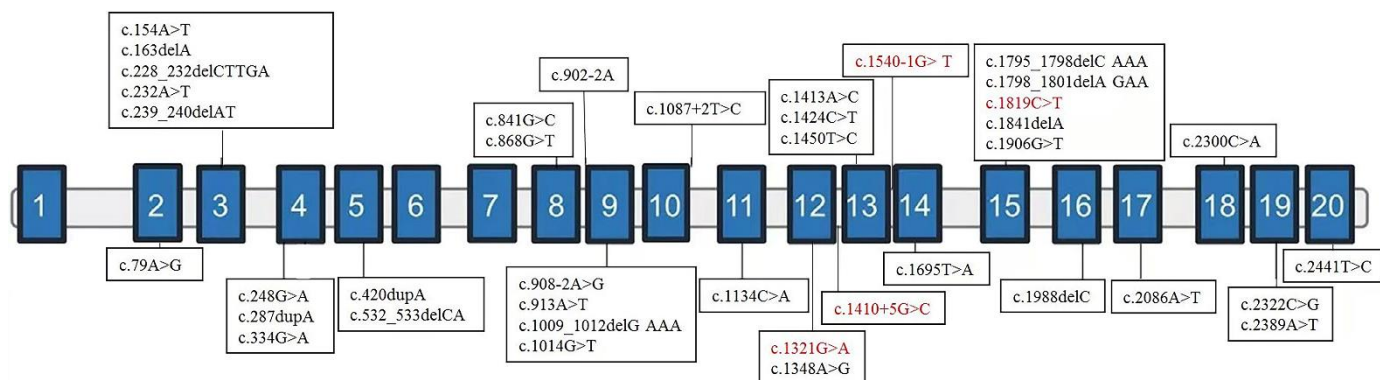 c.154A>T
c.163delA
c.228_232delCTTGA
c.232A>T
c.239_240delAT
c.841G>C
c.868G>T
c.902-2A
c.1087+2T>C
c.1413A>C
c.1424C>T
c.1450T>C
c.1540-1G> T
c.1795_1798delC AAA
c.1798_1801delA GAA
c.1819C>T
c.1841delA
c.1906G>T
c.2300C>A
1 2 3 4 5 6 7 8 9 10 11 12 13 14 15 16 17 18 19 20
c.79A>G
c.248G>A
c.287dupA
c.334G>A
c.420dupA
c.532_533delCA
c.908-2A>G
c.913A>T
c.1009_1012delG AAA
c.1014G>T
c.1134C>A
c.1321G>A
c.1348A>G
c.1410+5G>C
c.1695T>A
c.1988delC
c.2086A>T
c.2322C>G
c.2389A>T
c.2441T>C